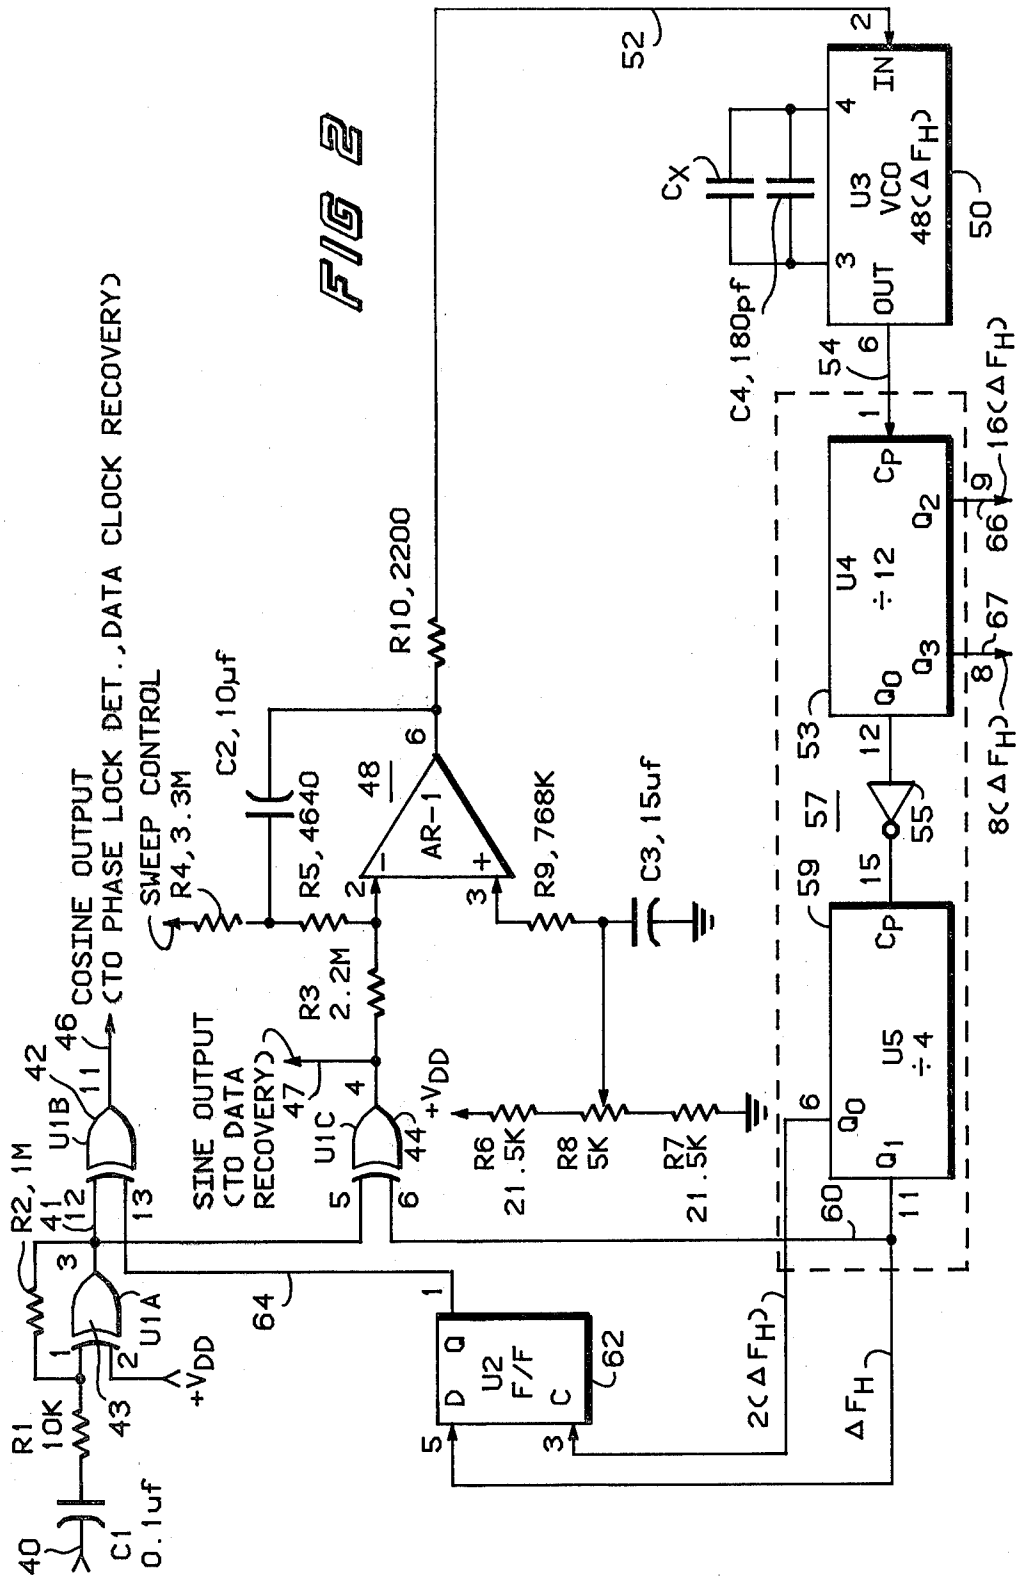 FIG 2
40
C1
0.1uf
R1
10K
43
1
2
+VDD
U1A
3
R2, 1M
41
12
13
U1B
42
11
46
COSINE OUTPUT
(TO PHASE LOCK DET., DATA CLOCK RECOVERY)
64
5
6
U1C
44
4
47
SINE OUTPUT
(TO DATA
RECOVERY)
R3
2.2M
SWEEP CONTROL
R4, 3.3M
R5, 4640
C2, 10µf
2
−
3
+
AR-1
48
6
R10, 2200
52
R9, 768K
C3, 15uf
+VDD
R6
21.5K
R8
5K
R7
21.5K
5
D
Q
1
U2
F/F
3
C
62
CX
C4, 180pf
2
IN
4
3
U3
VCO
48(ΔFH)
OUT
6
50
54
1
CP
U4
÷12
Q2
9
66
16(ΔFH)
Q3
8
67
8(ΔFH)
Q0
12
53
55
57
15
59
CP
U5
÷4
Q0
6
Q1
11
60
2(ΔFH)
ΔFH